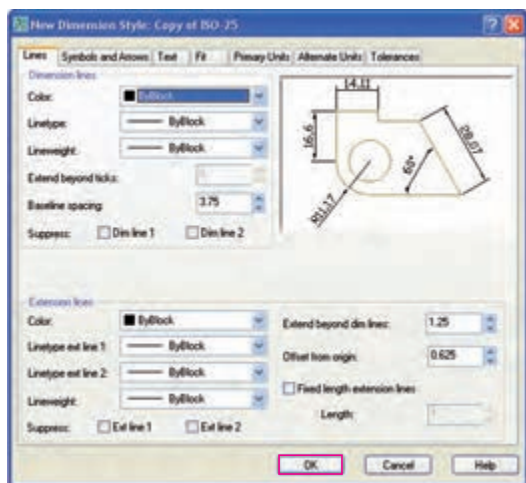 New Dimension Style: Copy of ISO-25
Lines Symbols and Arrows Text Fit Primary Units Alternate Units Tolerances
Dimension lines
Color: ByBlock
Linetype: ByBlock
Lineweight: ByBlock
Extend beyond ticks:
Baseline spacing: 3.75
Suppress: Dim line 1 Dim line 2
14,11
16,6
28,07
60°
R11,17
Extension lines
Color: ByBlock
Linetype ext line 1: ByBlock
Linetype ext line 2: ByBlock
Lineweight: ByBlock
Suppress: Ext line 1 Ext line 2
Extend beyond dim lines: 1.25
Offset from origin: 0.625
Fixed length extension lines
Length:
OK Cancel Help